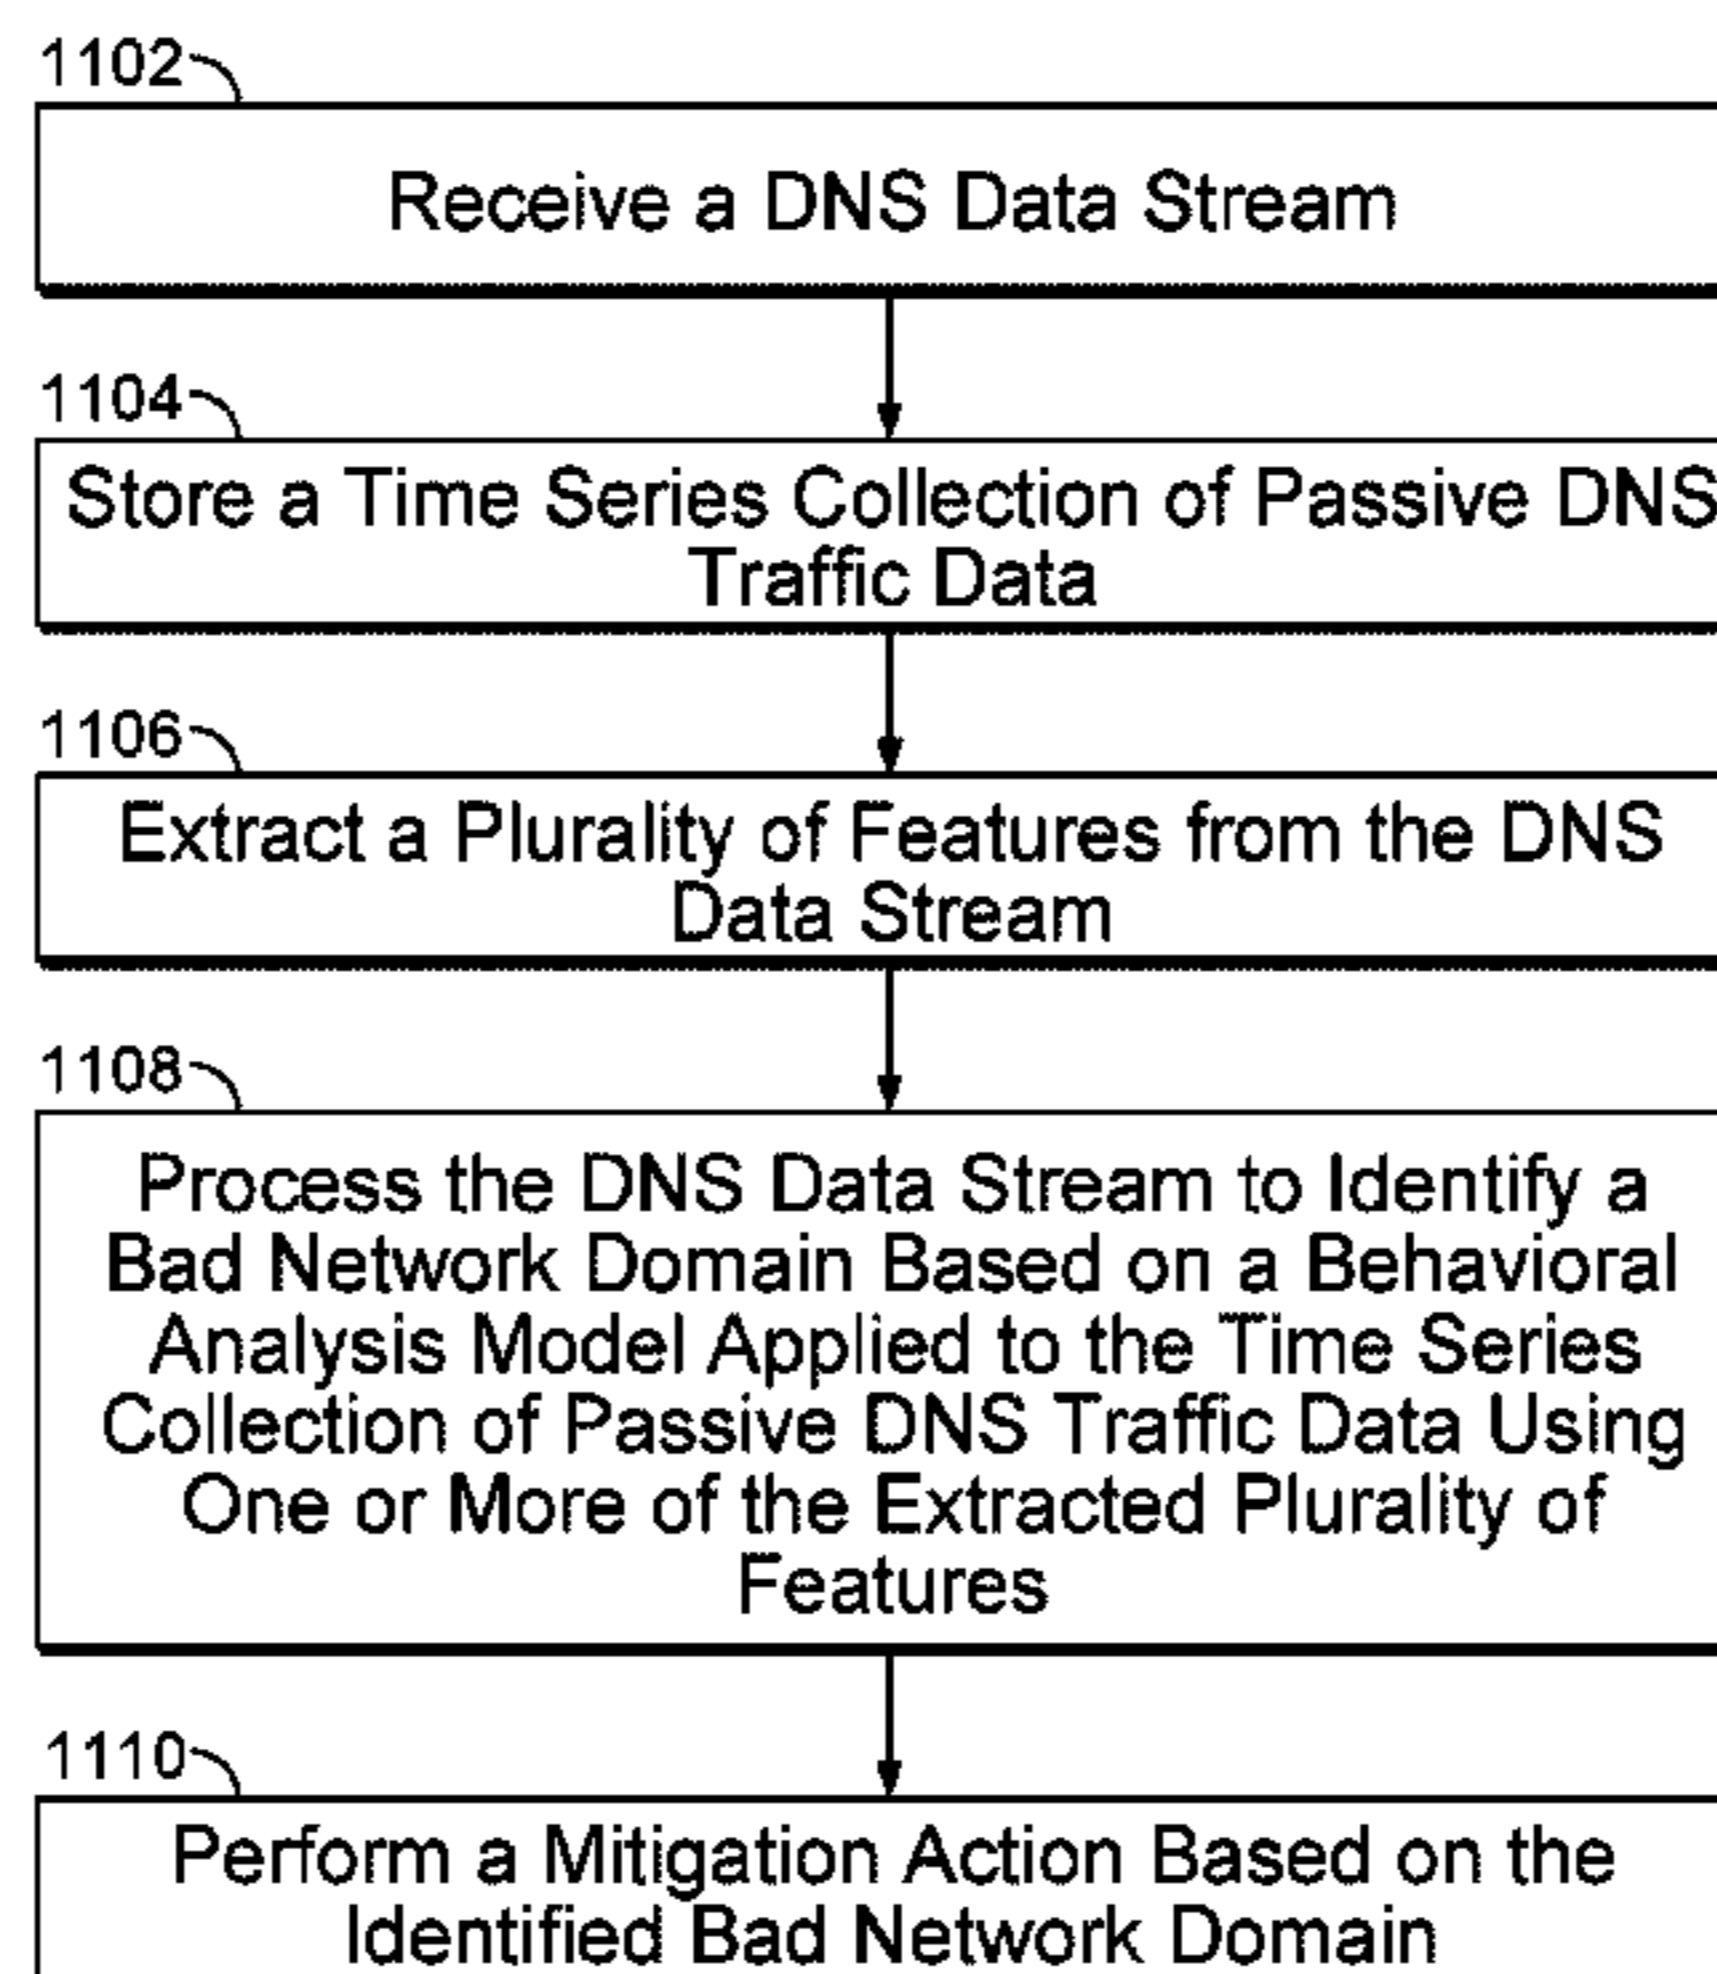 1102
Receive a DNS Data Stream
1104
Store a Time Series Collection of Passive DNS
Traffic Data
1106
Extract a Plurality of Features from the DNS
Data Stream
1108
Process the DNS Data Stream to Identify a
Bad Network Domain Based on a Behavioral
Analysis Model Applied to the Time Series
Collection of Passive DNS Traffic Data Using
One or More of the Extracted Plurality of
Features
1110
Perform a Mitigation Action Based on the
Identified Bad Network Domain